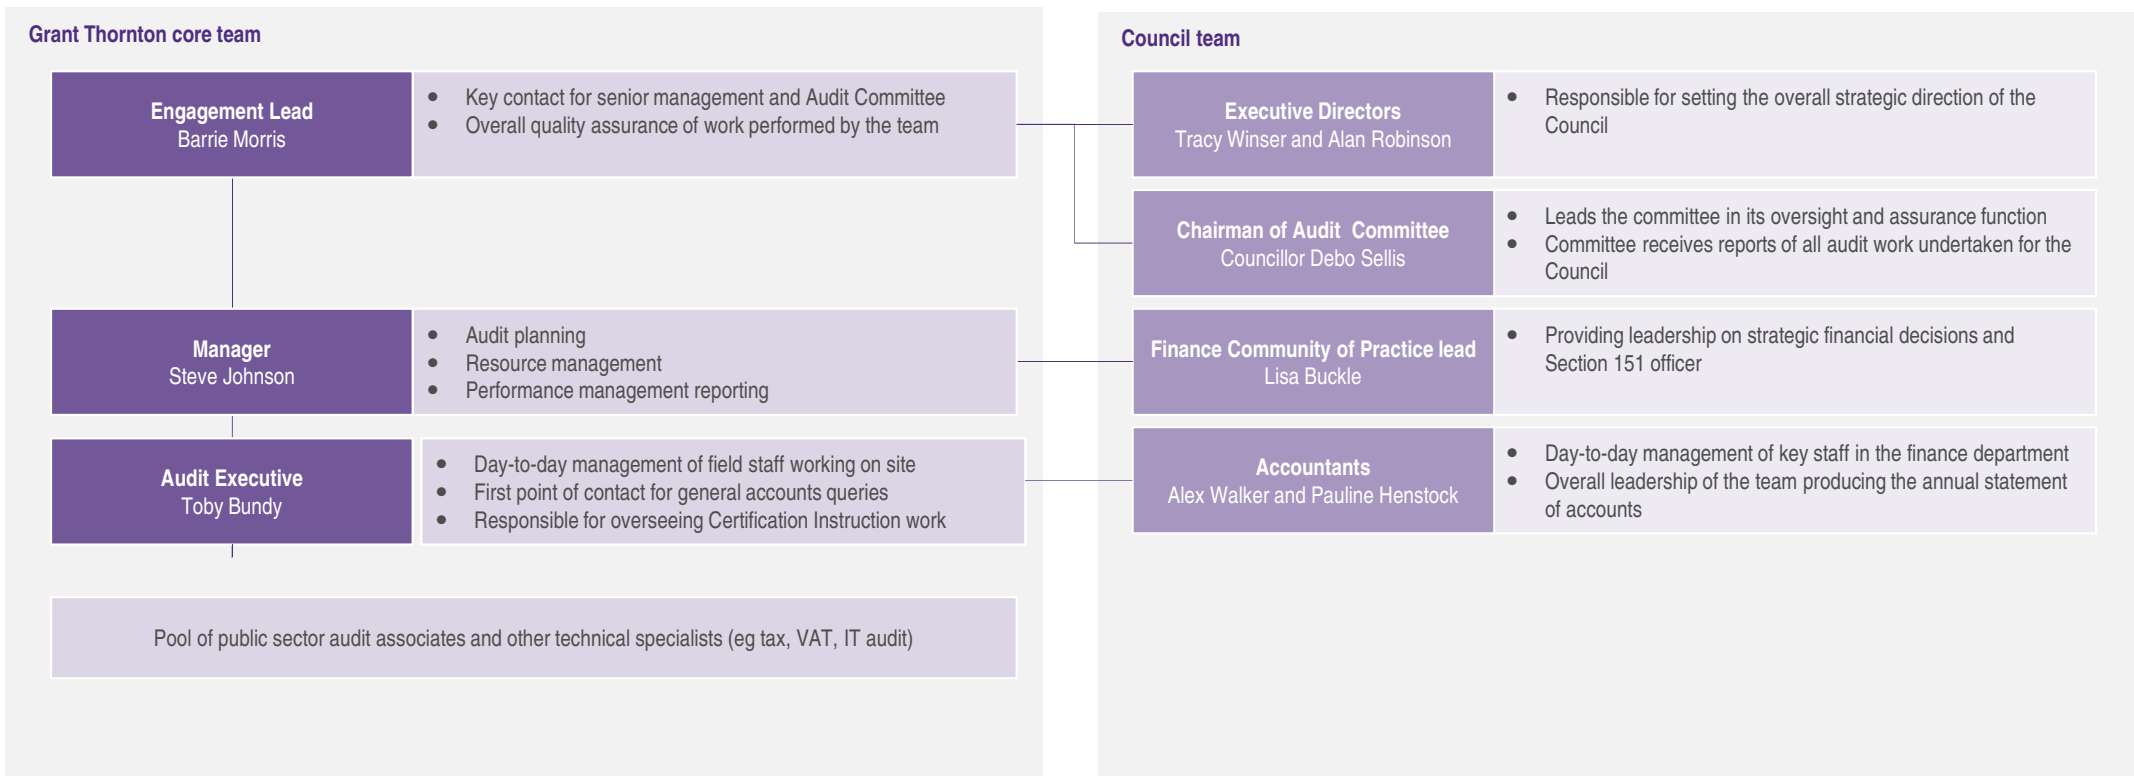 Grant Thornton core team
Engagement Lead
Barrie Morris
• Key contact for senior management and Audit Committee
• Overall quality assurance of work performed by the team
Manager
Steve Johnson
• Audit planning
• Resource management
• Performance management reporting
Audit Executive
Toby Bundy
• Day-to-day management of field staff working on site
• First point of contact for general accounts queries
• Responsible for overseeing Certification Instruction work
Pool of public sector audit associates and other technical specialists (eg tax, VAT, IT audit)
Council team
Executive Directors
Tracy Winser and Alan Robinson
• Responsible for setting the overall strategic direction of the
Council
Chairman of Audit  Committee
Councillor Debo Sellis
• Leads the committee in its oversight and assurance function
• Committee receives reports of all audit work undertaken for the
Council
Finance Community of Practice lead
Lisa Buckle
• Providing leadership on strategic financial decisions and
Section 151 officer
Accountants
Alex Walker and Pauline Henstock
• Day-to-day management of key staff in the finance department
• Overall leadership of the team producing the annual statement
of accounts